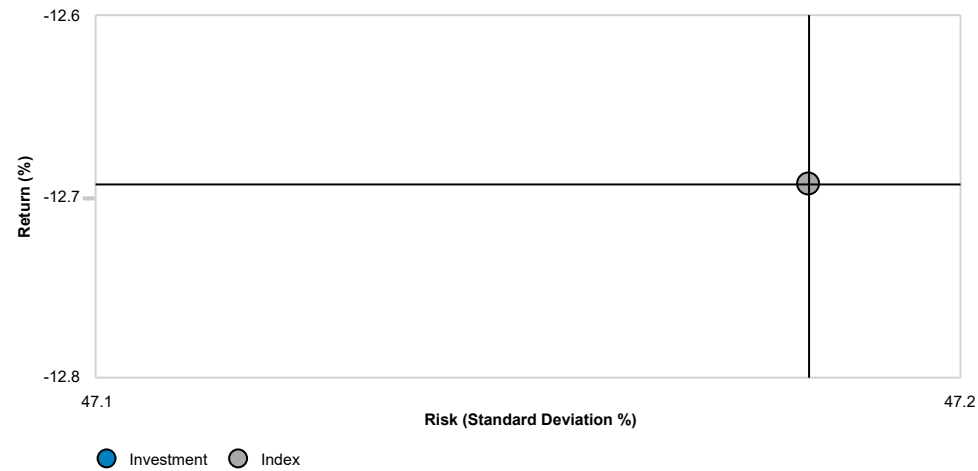 -12.6
Return (%)
-12.7
-12.8
47.1
47.2
Risk (Standard Deviation %)
Investment
Index